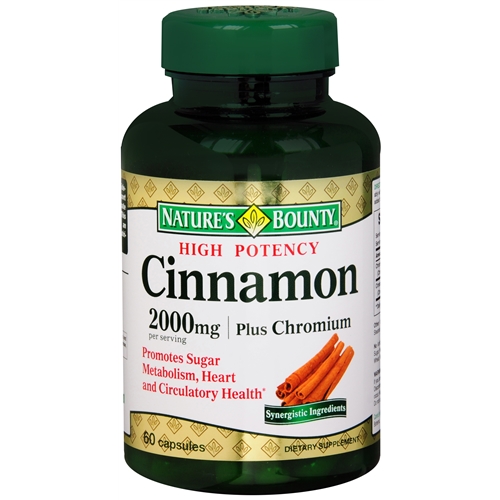 NATURE'S BOUNTY®
HIGH POTENCY
Cinnamon
2000mg
per serving
Plus Chromium
Promotes Sugar
Metabolism, Heart
and Circulatory Health*
Synergistic Ingredients
60 capsules
DIETARY SUPPLEMENT